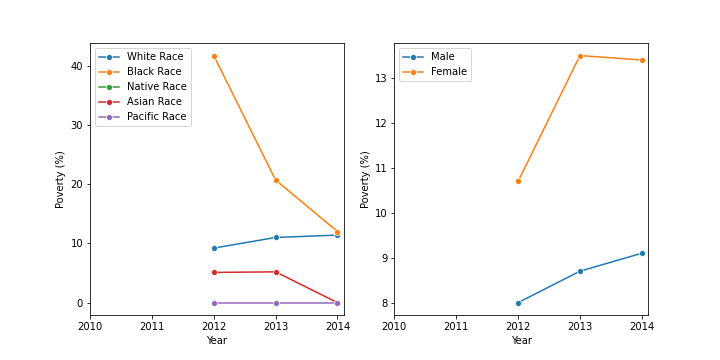 White Race
Black Race
Native Race
Asian Race
Pacific Race
40
30
20
10
0
Poverty (%)
2010 2011 2012 2013 2014
Year
Male
Female
13
12
11
10
9
8
Poverty (%)
2010 2011 2012 2013 2014
Year